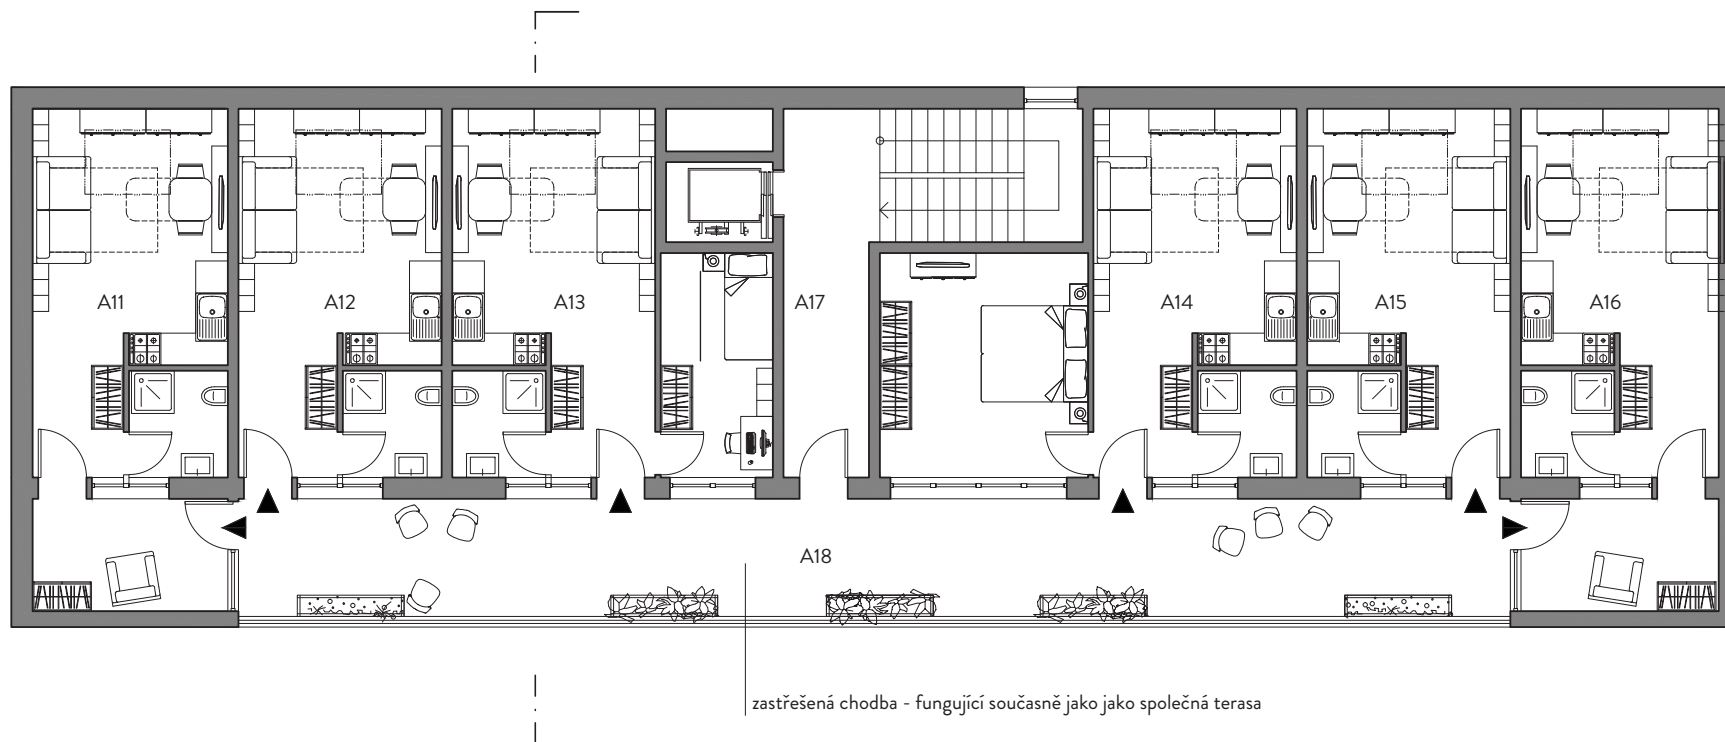 A11
A12
A13
A17
A14
A15
A16
A18
zastřešená chodba - fungující současně jako jako společná terasa